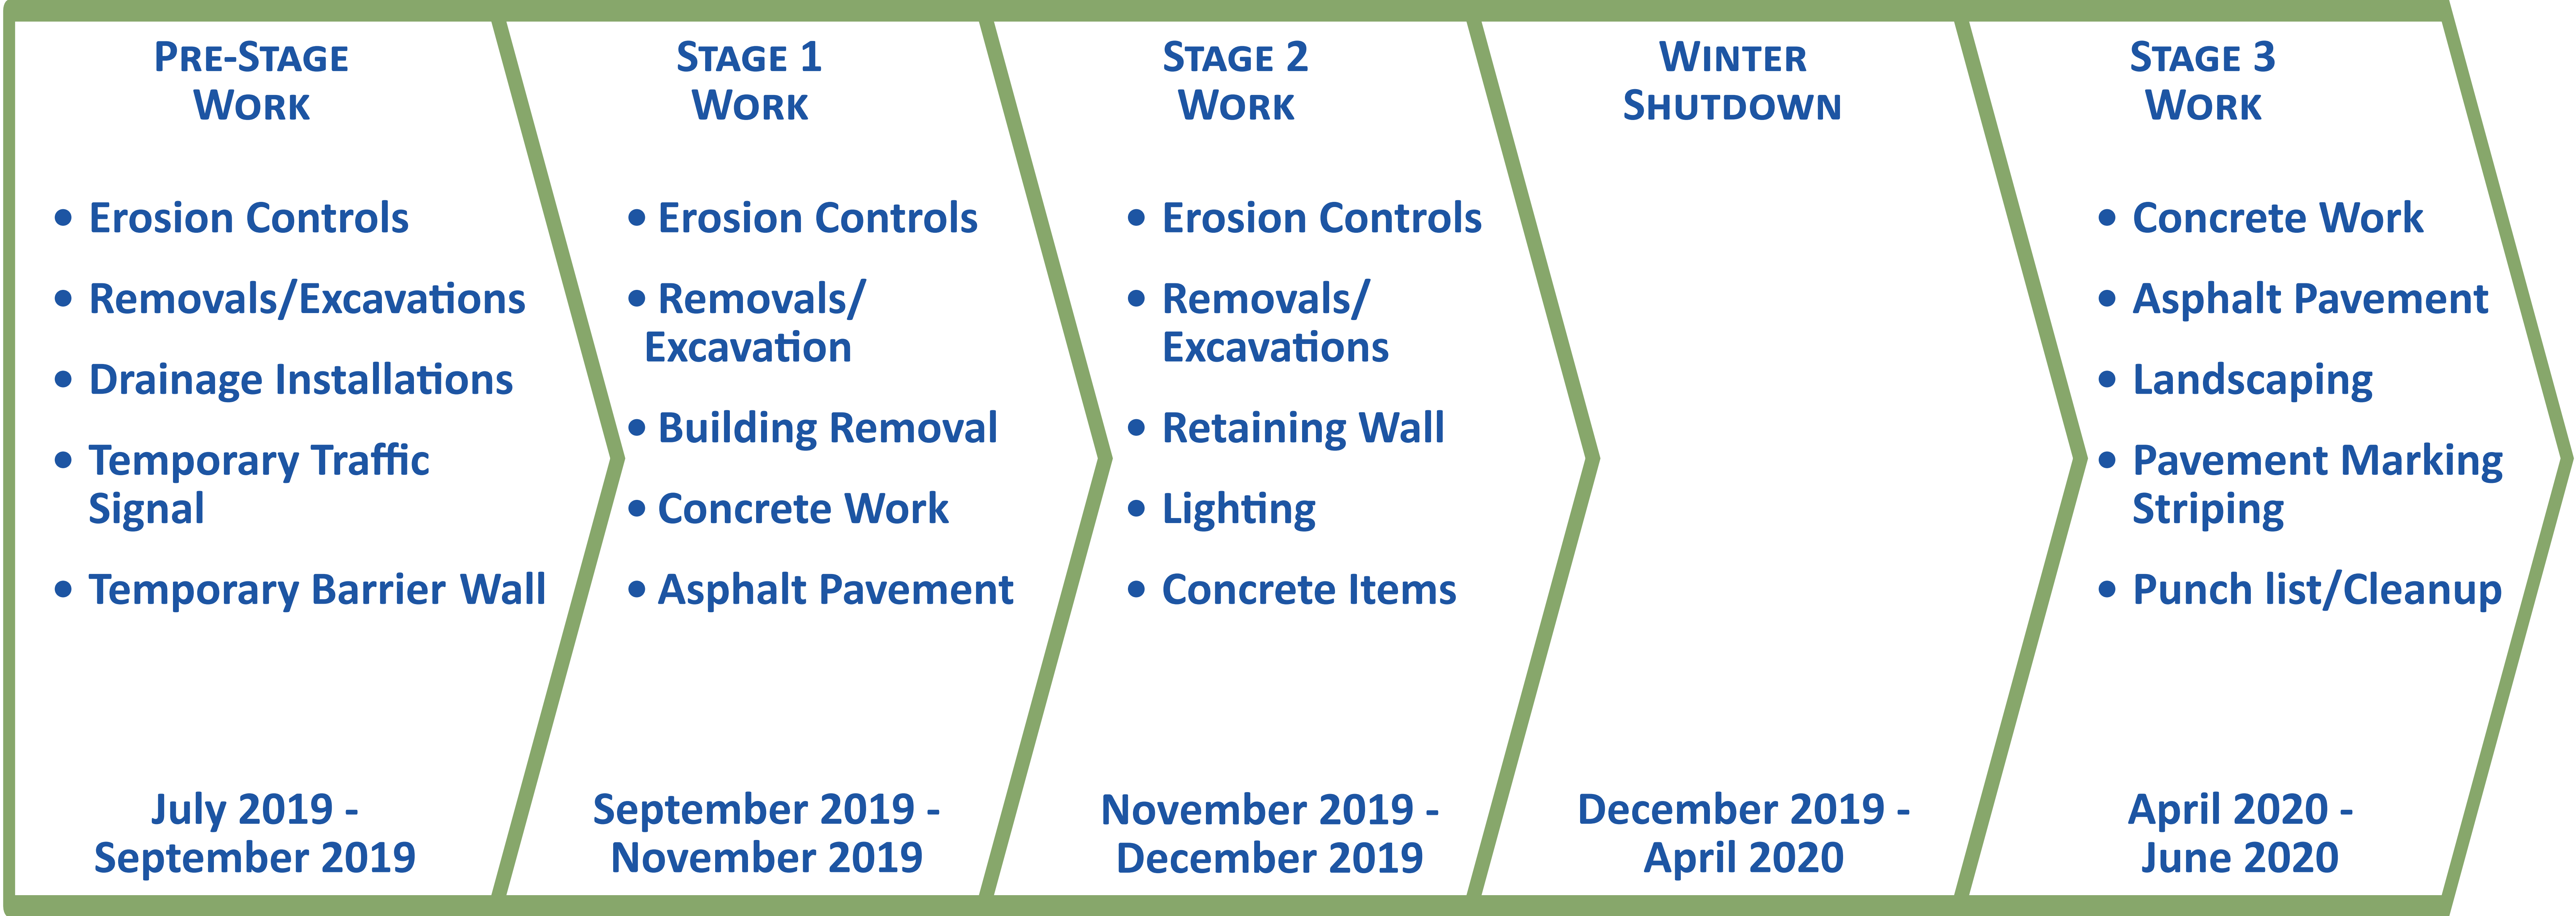 PRE-STAGE
WORK
• Erosion Controls
• Removals/Excavations
• Drainage Installations
• Temporary Traffic
Signal
• Temporary Barrier Wall
July 2019 -
September 2019
STAGE 1
WORK
• Erosion Controls
• Removals/
Excavation
• Building Removal
• Concrete Work
• Asphalt Pavement
September 2019 -
November 2019
STAGE 2
WORK
• Erosion Controls
• Removals/
Excavations
• Retaining Wall
• Lighting
• Concrete Items
November 2019 -
December 2019
WINTER
SHUTDOWN
December 2019 -
April 2020
STAGE 3
WORK
• Concrete Work
• Asphalt Pavement
• Landscaping
• Pavement Marking
Striping
• Punch list/Cleanup
April 2020 -
June 2020